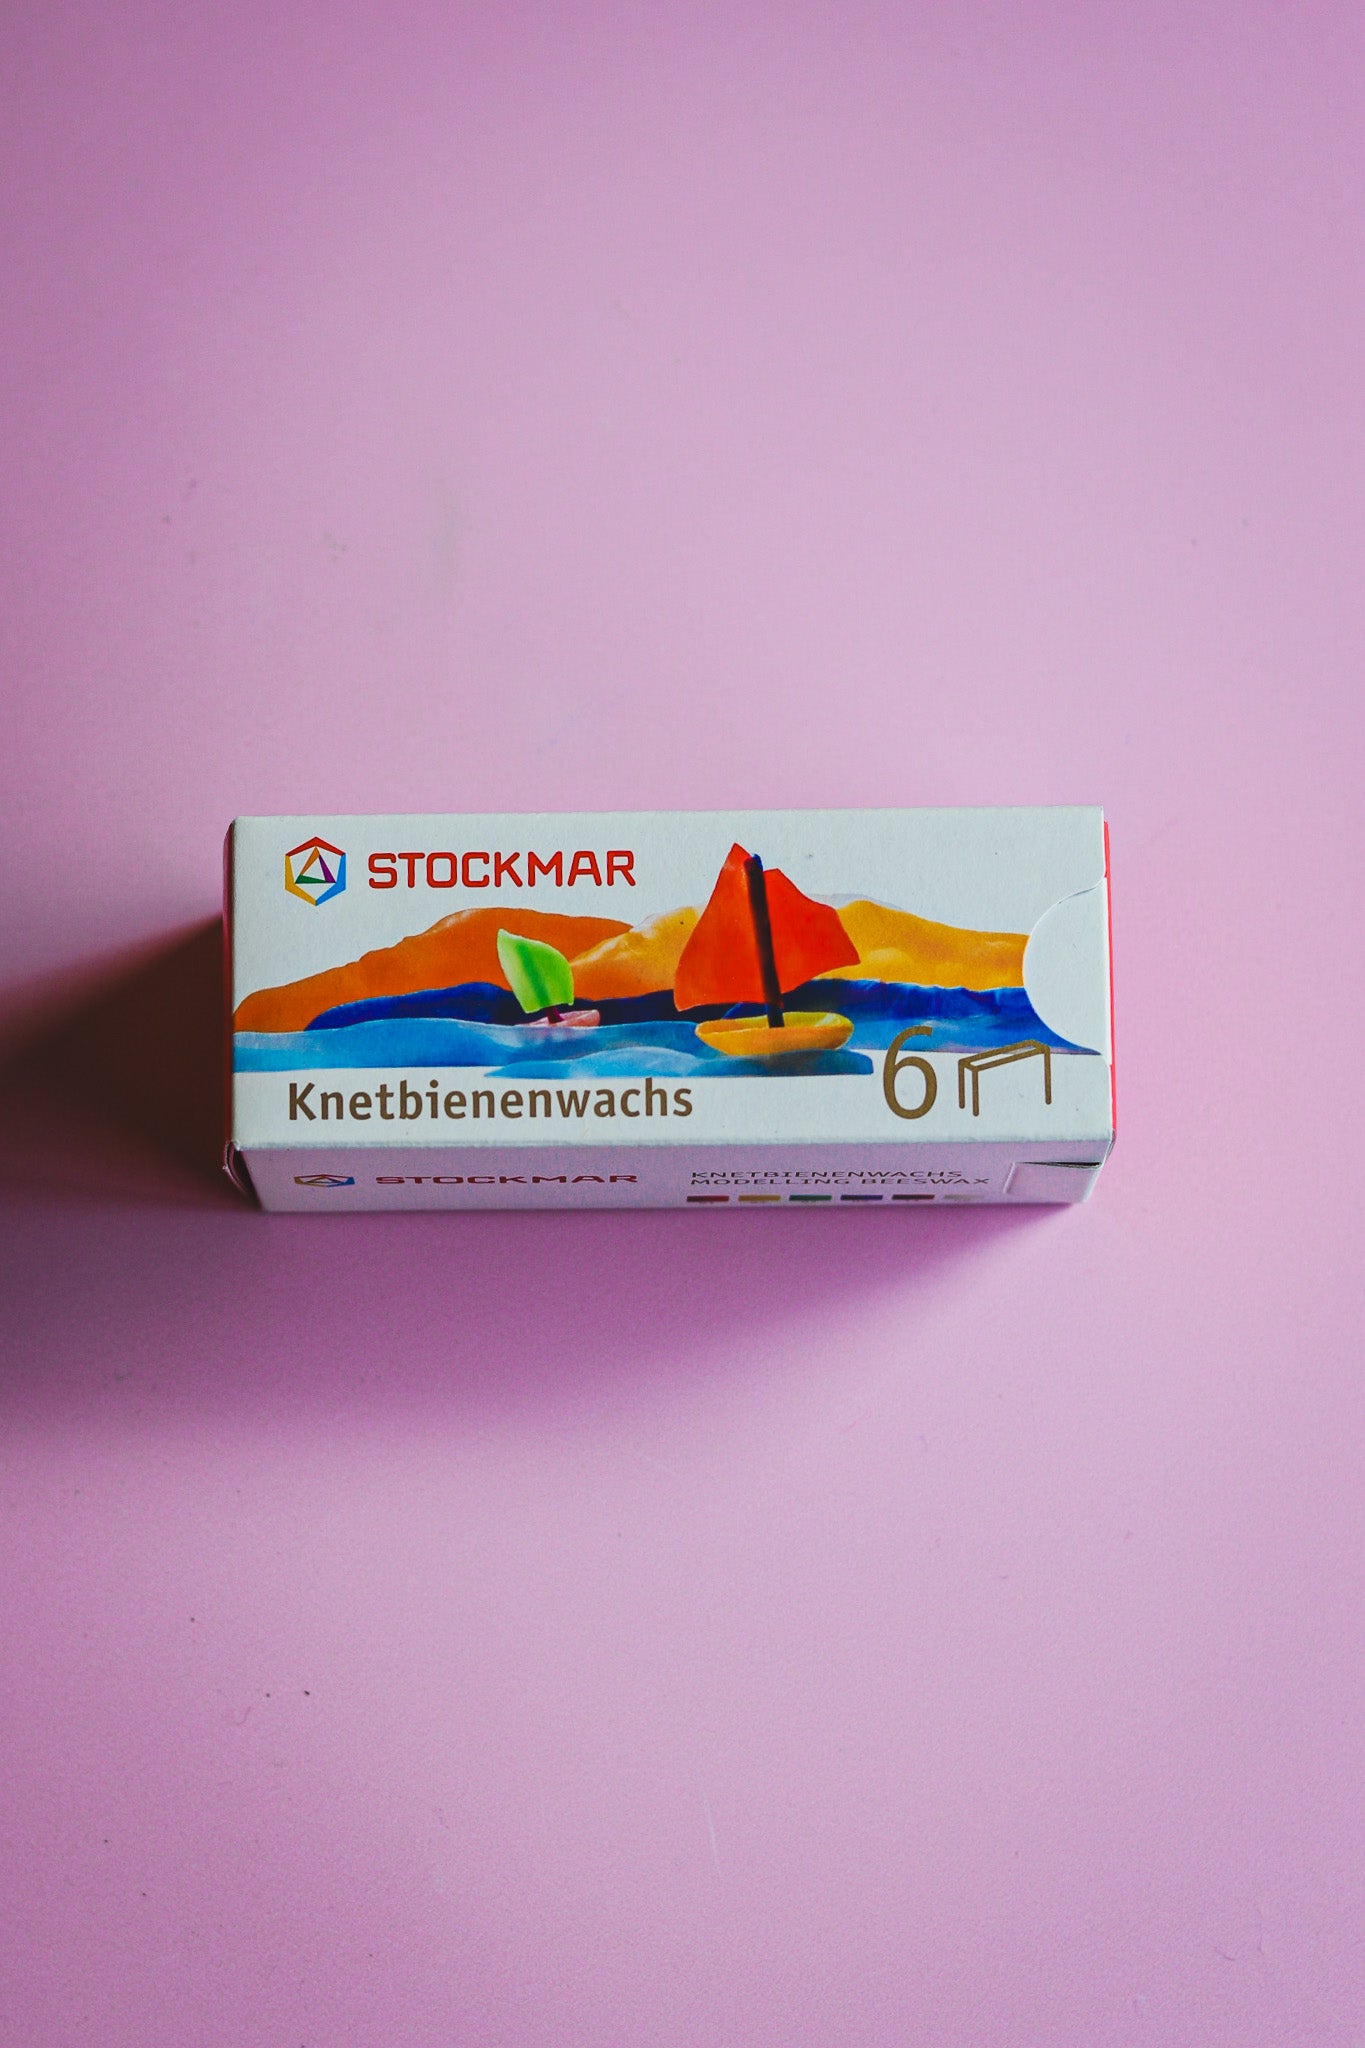 STOCKMAR
Knetbienenwachs
6
STOCKMAR
KNETBIENENWACHS
MODELLING BEESWAX